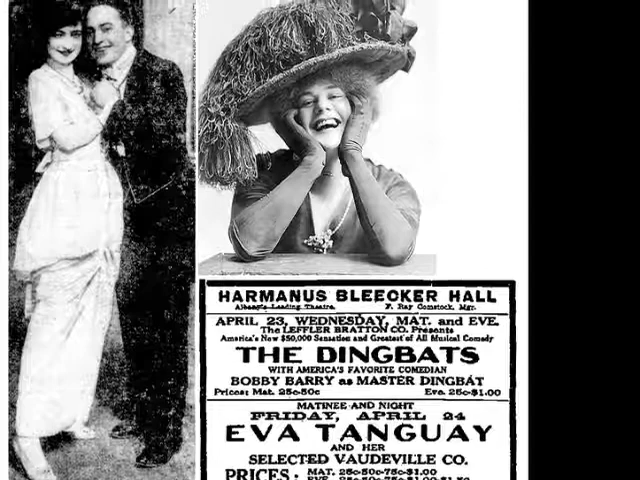 HARMANUS BLEECKER HALL
Albany's Leading Theatre. F. Ray Comstock, Mgr.
APRIL 23, WEDNESDAY, MAT. and EVE.
The LEFFLER BRATTON CO. Presents
America's New $50,000 Sensation and Greatest of All Musical Comedy
THE DINGBATS
WITH AMERICA'S FAVORITE COMEDIAN
BOBBY BARRY as MASTER DINGBAT
Prices: Mat. 25c-50c Eve. 25c-$1.00
MATINEE AND NIGHT
FRIDAY, APRIL 24
EVA TANGUAY
AND HER
SELECTED VAUDEVILLE CO.
PRICES: MAT. 25c-50c-75c-$1.00